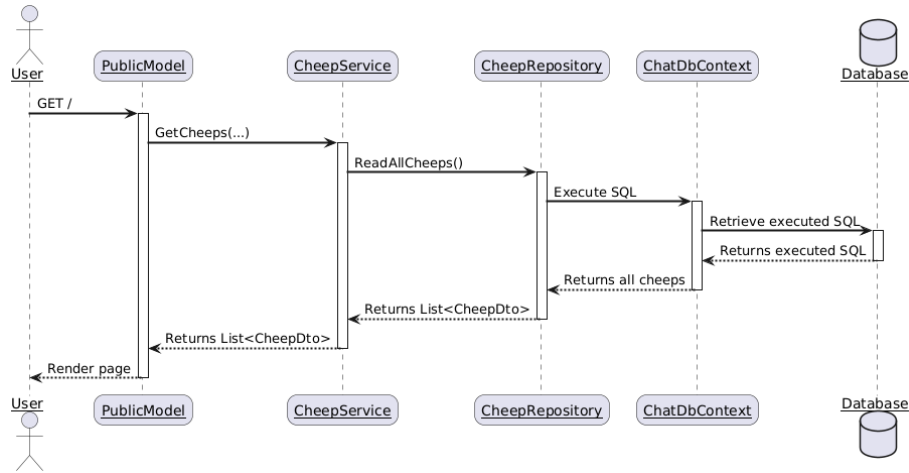 User
PublicModel
CheepService
CheepRepository
ChatDbContext
Database
GET /
GetCheeps(...)
ReadAllCheeps()
Execute SQL
Retrieve executed SQL
Returns executed SQL
Returns all cheeps
Returns List<CheepDto>
Returns List<CheepDto>
Render page
User
PublicModel
CheepService
CheepRepository
ChatDbContext
Database